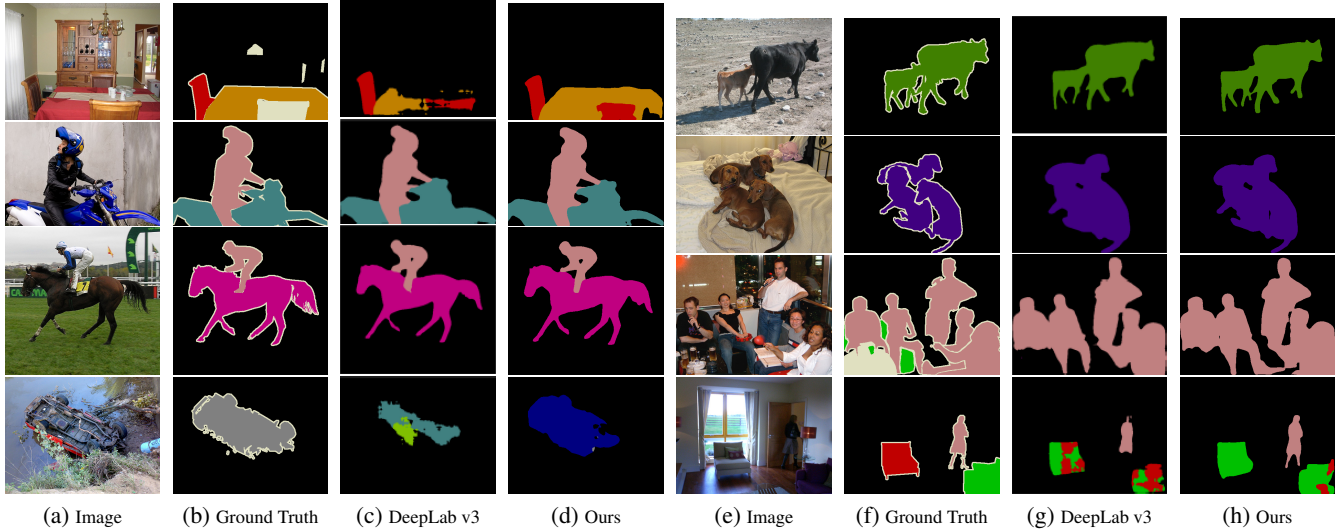 (a) Image
(b) Ground Truth
(c) DeepLab v3
(d) Ours
(e) Image
(f) Ground Truth
(g) DeepLab v3
(h) Ours